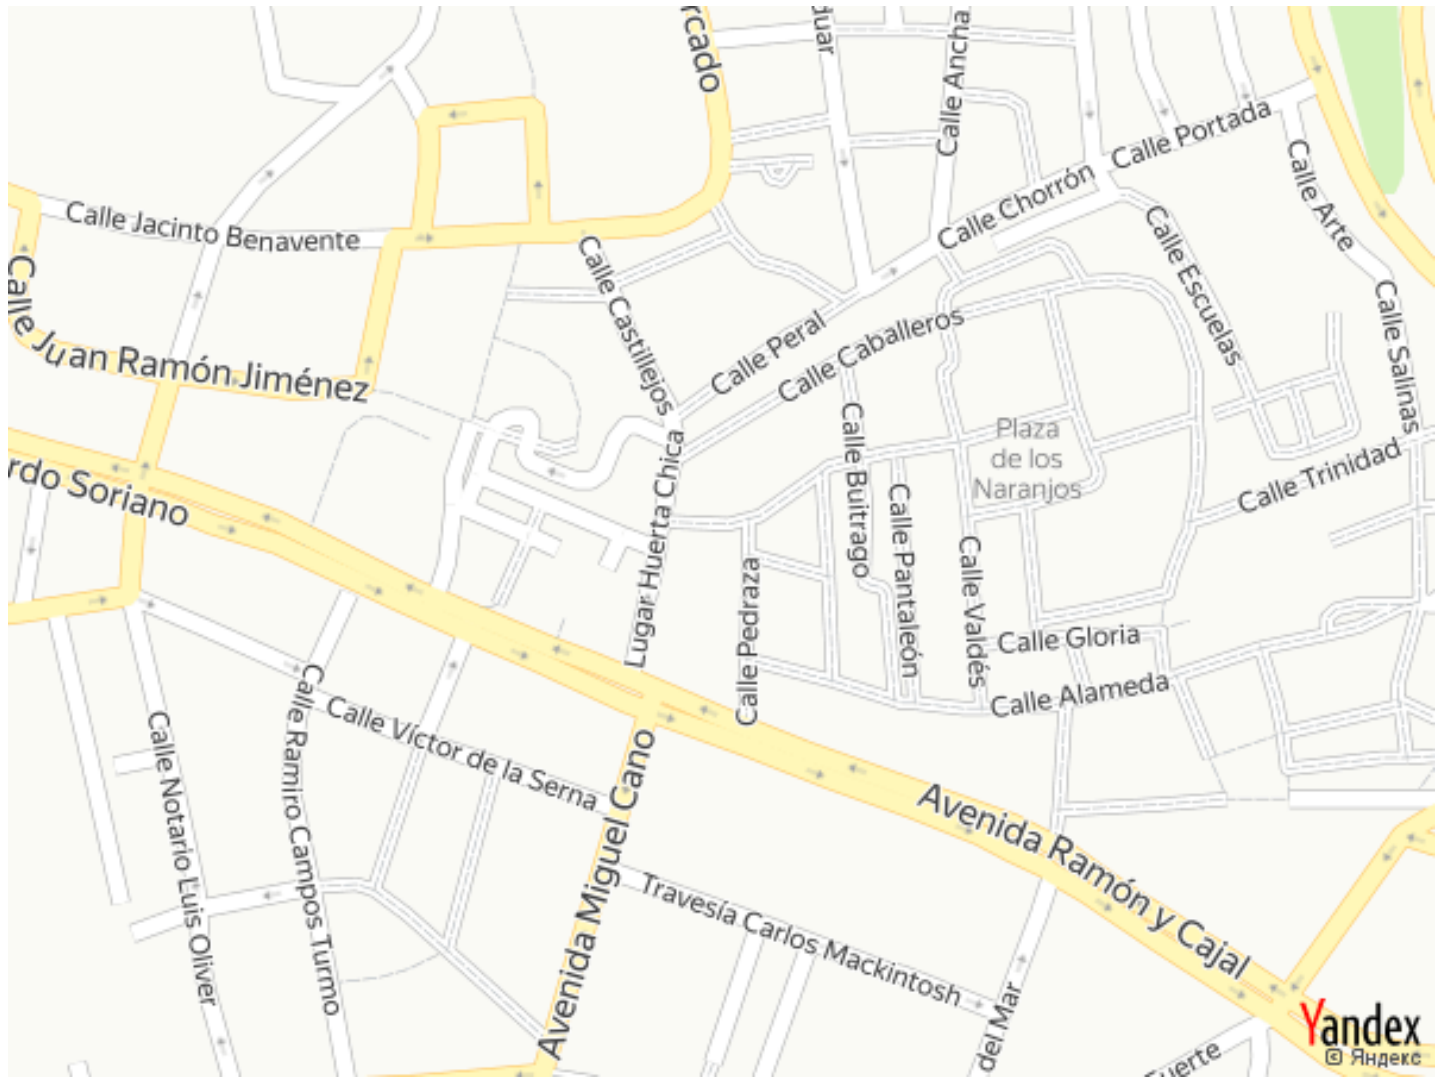 rcado
duar
Calle Ancha
Calle Portada
Calle Chorrón
Calle Arte
Calle Jacinto Benavente
Calle Castillejos
Calle Escuelas
Calle Salinas
Calle Juan Ramón Jiménez
Calle Peral
Calle Caballeros
Plaza
de los
Naranjos
Calle Trinidad
rdo Soriano
Lugar Huerta Chica
Calle Buitrago
Calle Pantaleón
Calle Valdés
Calle Pedraza
Calle Gloria
Calle Alameda
Calle Ramiro Campos Turmo
Calle Víctor de la Serna
Calle Notario Luis Oliver
Avenida Miguel Cano
Avenida Ramón y Cajal
Travesía Carlos Mackintosh
del Mar
Fuerte
Yandex
© Яндекс